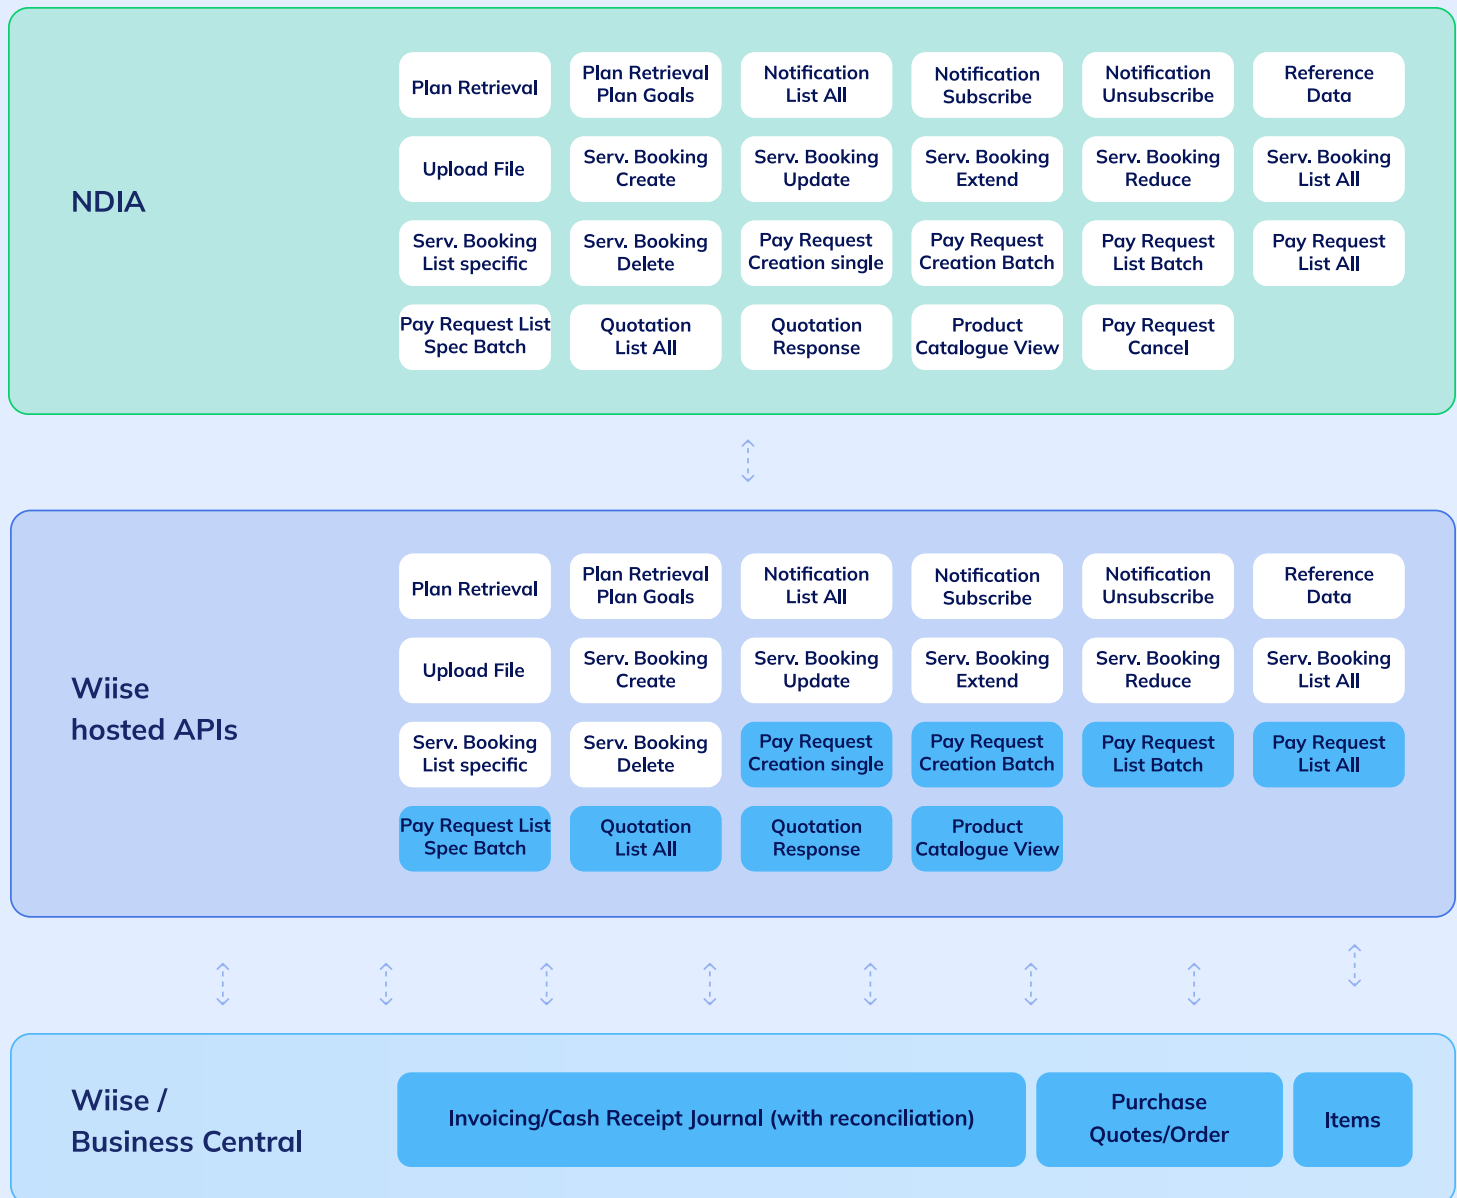 NDIA
Plan Retrieval
Plan Retrieval
Plan Goals
Notification
List All
Notification
Subscribe
Notification
Unsubscribe
Reference
Data
Upload File
Serv. Booking
Create
Serv. Booking
Update
Serv. Booking
Extend
Serv. Booking
Reduce
Serv. Booking
List All
Serv. Booking
List specific
Serv. Booking
Delete
Pay Request
Creation single
Pay Request
Creation Batch
Pay Request
List Batch
Pay Request
List All
Pay Request List
Spec Batch
Quotation
List All
Quotation
Response
Product
Catalogue View
Pay Request
Cancel
Wiise
hosted APIs
Plan Retrieval
Plan Retrieval
Plan Goals
Notification
List All
Notification
Subscribe
Notification
Unsubscribe
Reference
Data
Upload File
Serv. Booking
Create
Serv. Booking
Update
Serv. Booking
Extend
Serv. Booking
Reduce
Serv. Booking
List All
Serv. Booking
List specific
Serv. Booking
Delete
Pay Request
Creation single
Pay Request
Creation Batch
Pay Request
List Batch
Pay Request
List All
Pay Request List
Spec Batch
Quotation
List All
Quotation
Response
Product
Catalogue View
Wiise /
Business Central
Invoicing/Cash Receipt Journal (with reconciliation)
Purchase
Quotes/Order
Items